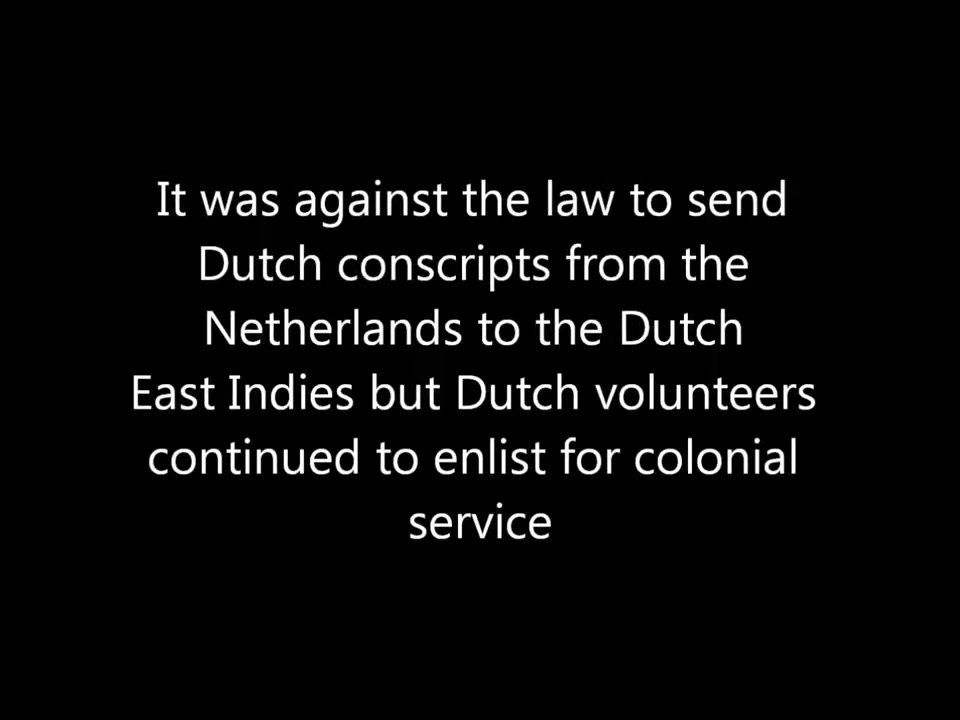 It was against the law to send
Dutch conscripts from the
Netherlands to the Dutch
East Indies but Dutch volunteers
continued to enlist for colonial
service